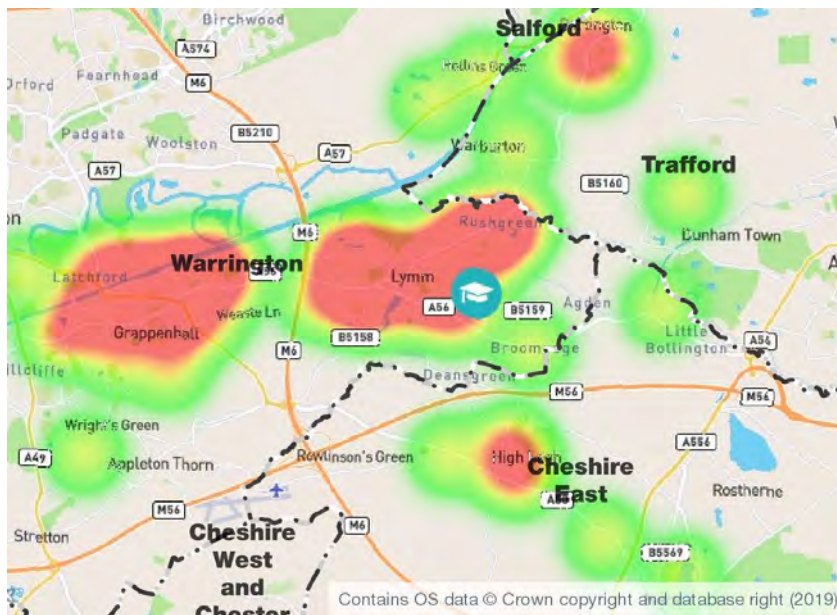 Birchwood
Salford
A574
Fearnhead
M6
Hollins Green
Orford
Padgate
Woolston
B5210
A57
A57
Warburton
Trafford
B5160
Rushgreen
Dunham Town
M6
Latchford
Warrington
Lymm
A56
B5159
Agden
Weaste Ln
Grappenhall
B5158
Little
Bollington
M6
Broomedge
Deansgreen
M56
M56
Wright's Green
A49
Appleton Thorn
Rowlinson's Green
High Legh
A556
Cheshire
East
Rostherne
M56
Stretton
M6
Cheshire
West
and
Chester
B5569
Contains OS data © Crown copyright and database right (2019)